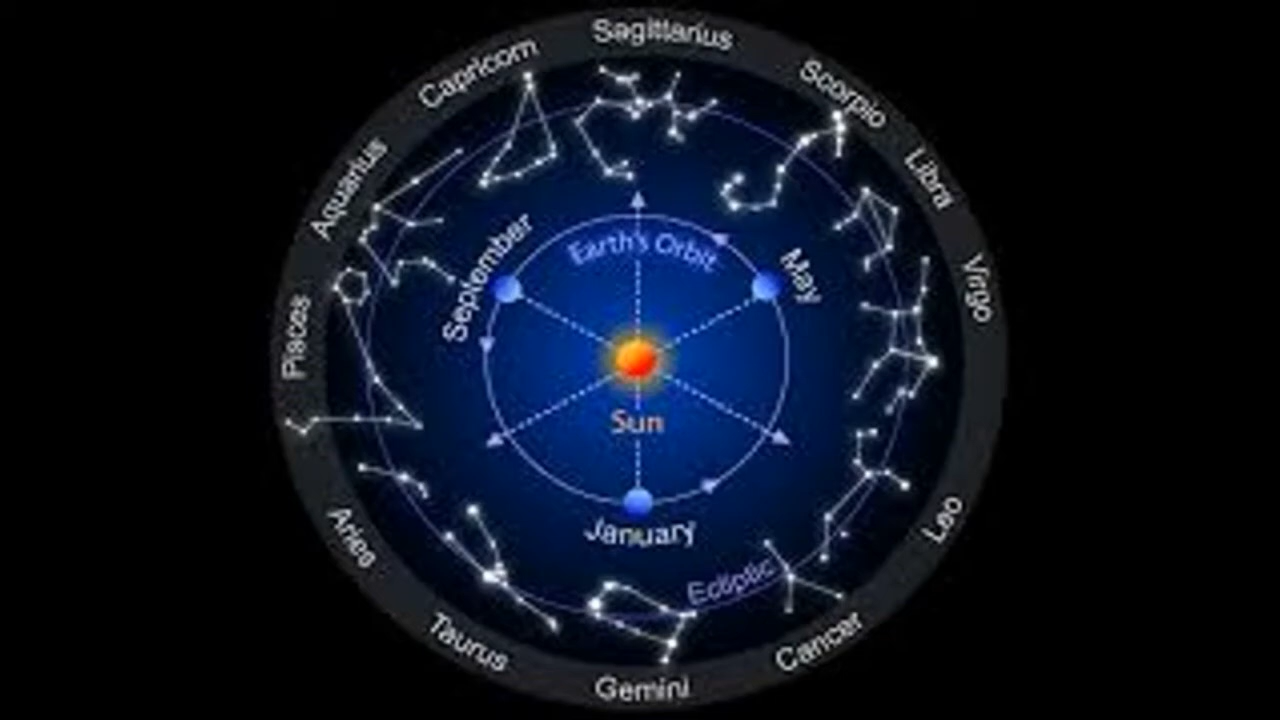 Sagittarius
Capricorn
Scorpio
Aquarius
Libra
September
Earth's Orbit
May
Virgo
Pisces
Sun
Aries
January
Leo
Ecliptic
Taurus
Cancer
Gemini